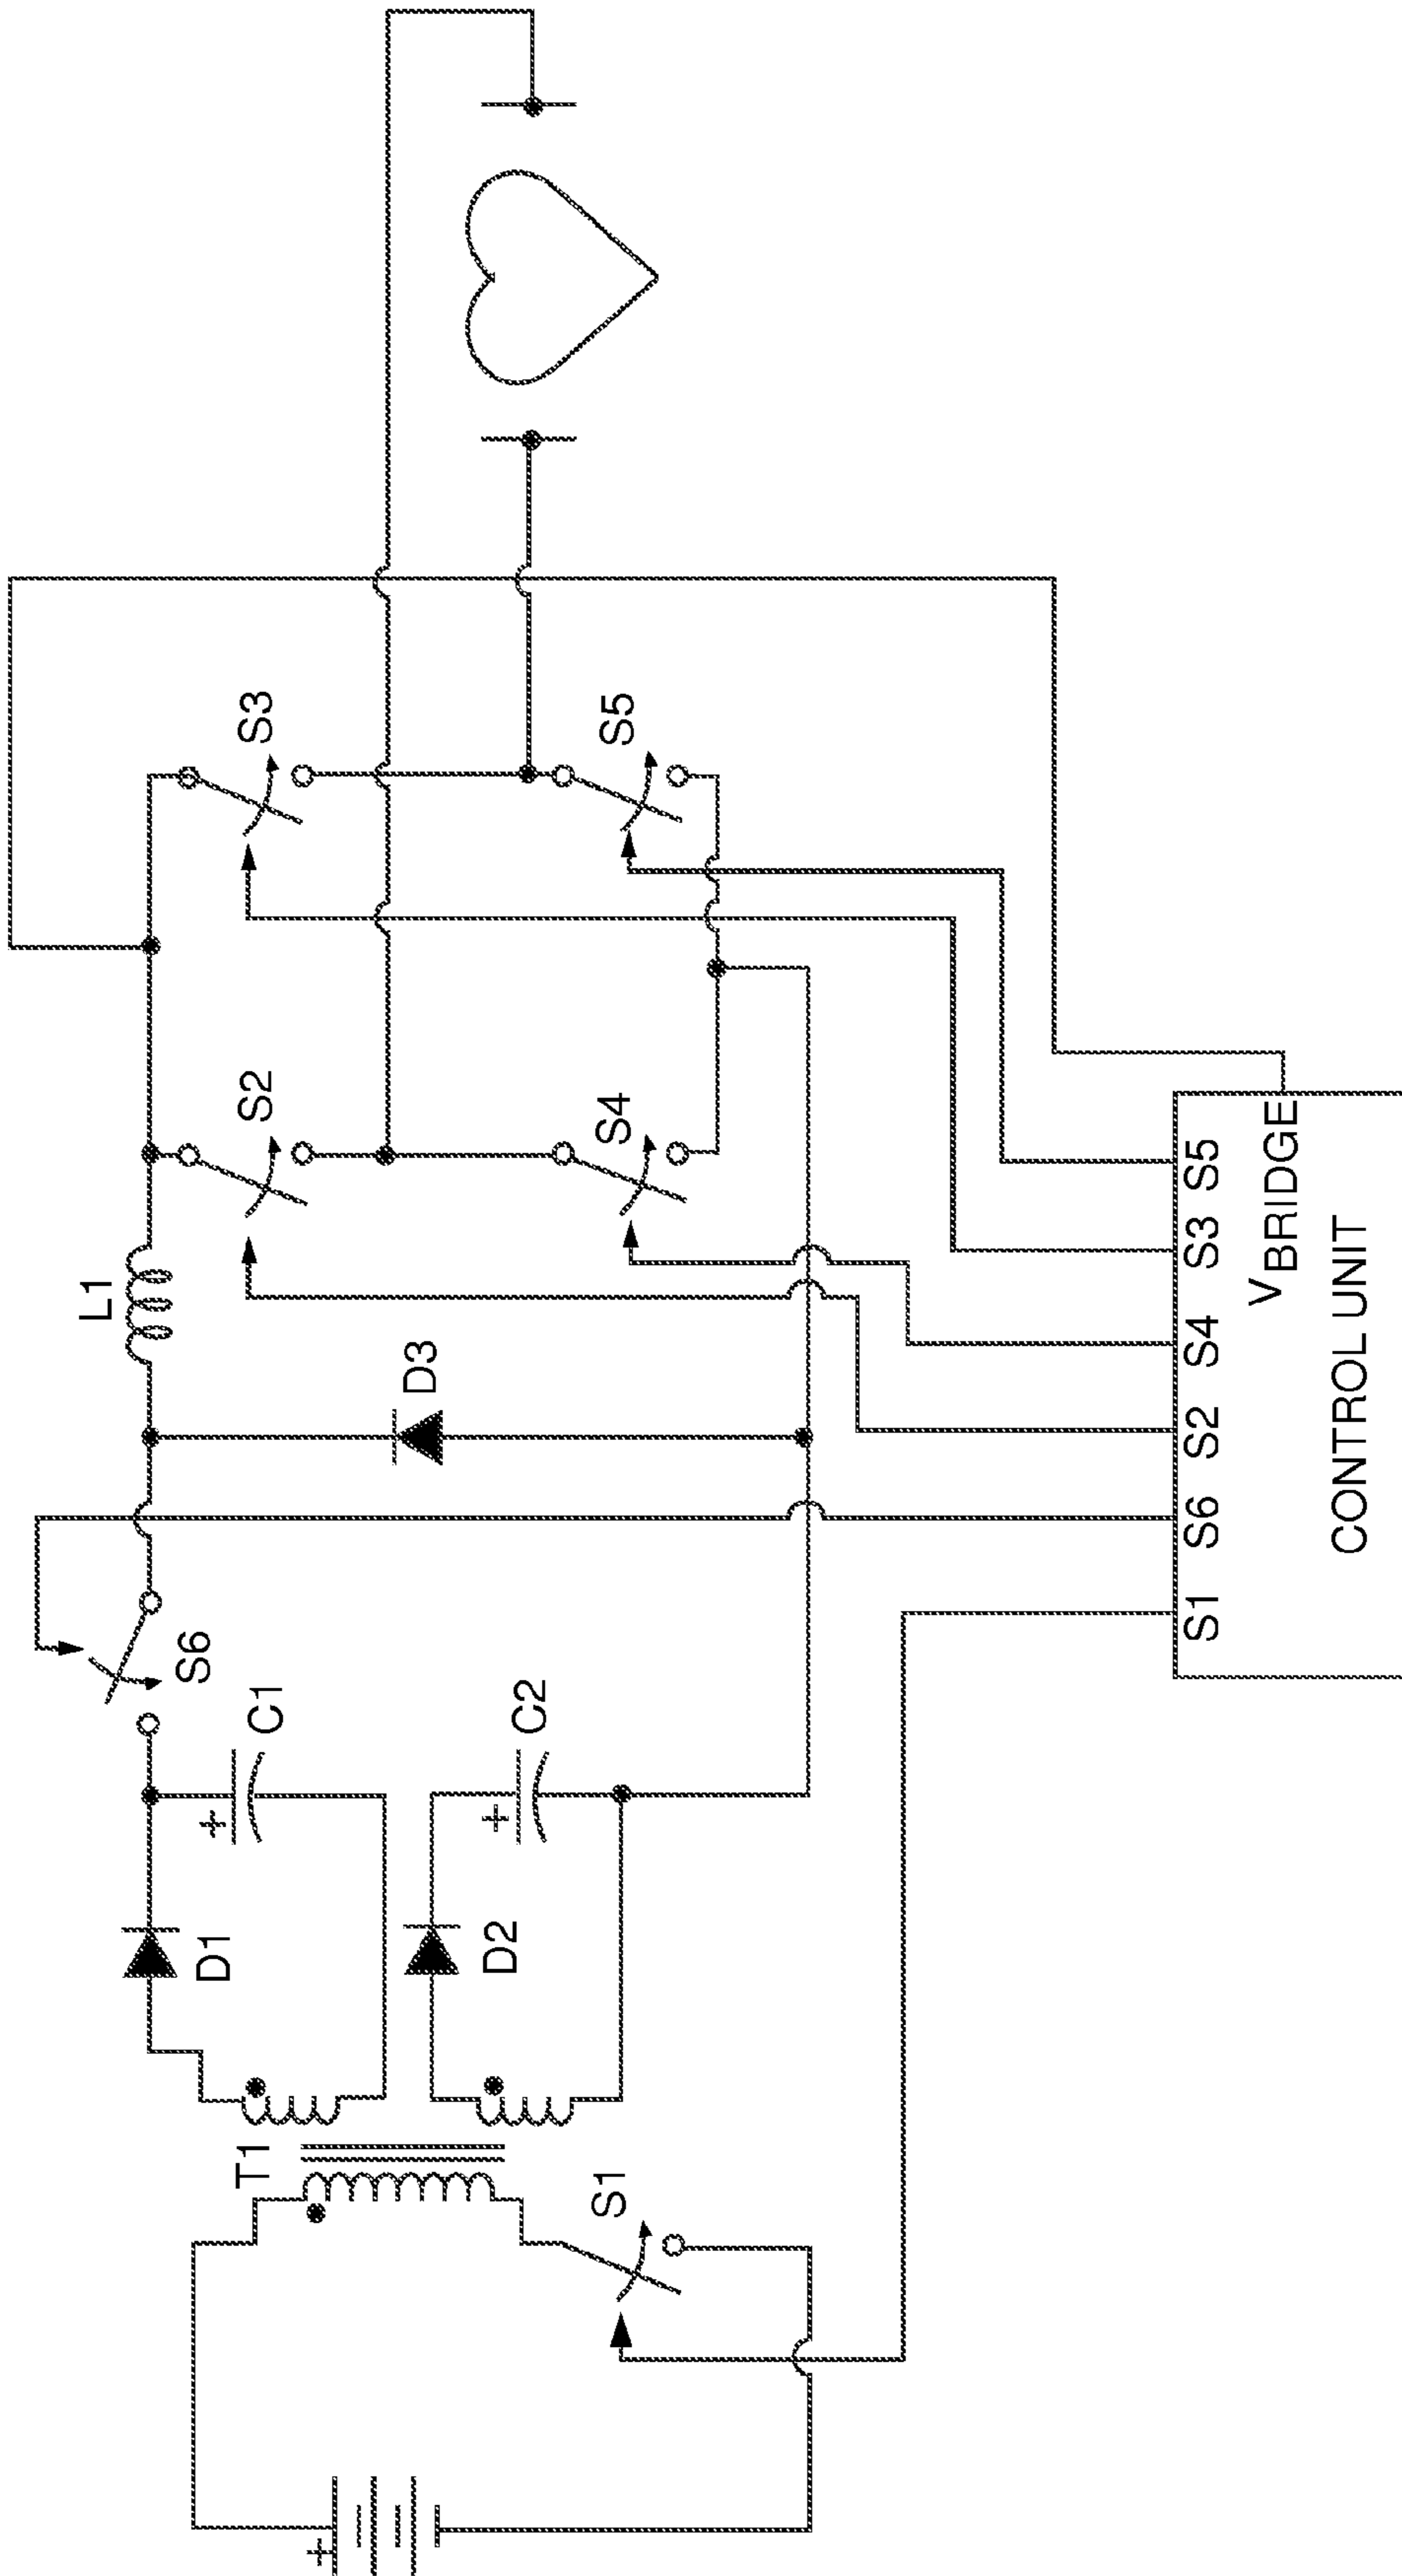 L1
S3
S2
D3
S6
C1
D1
T1
S5
S4
C2
D2
S1
+
+
+
S1
S6
S2
S4
S3
S5
VBRIDGE
CONTROL UNIT